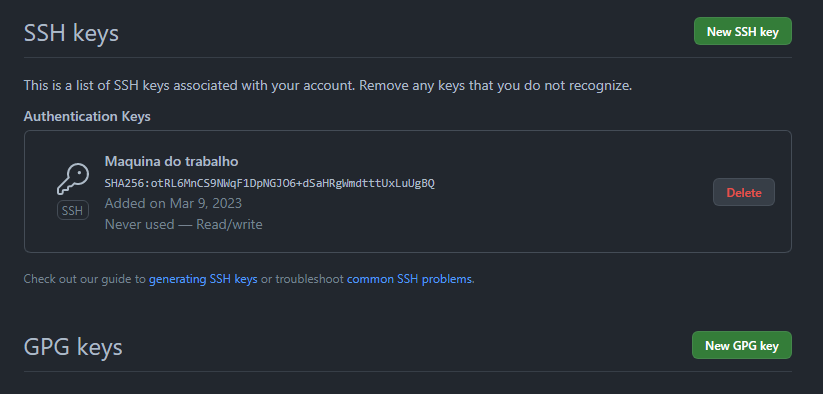 SSH keys
New SSH key
This is a list of SSH keys associated with your account. Remove any keys that you do not recognize.
Authentication Keys
Maquina do trabalho
SHA256:otRL6MnCS9NWqF1DpNGJO6+dSaHRgWmdtttUxLuUgBQ
SSH
Added on Mar 9, 2023
Never used — Read/write
Delete
Check out our guide to generating SSH keys or troubleshoot common SSH problems.
GPG keys
New GPG key